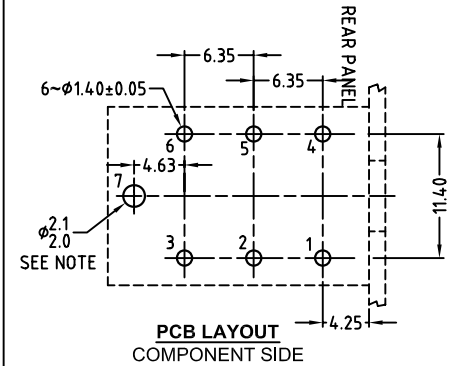 REAR PANEL
6.35
6.35
6~Ø1.40±0.05
6
5
4
4.63
7
11.40
Ø2.1
2.0
SEE NOTE
3
2
1
4.25
PCB LAYOUT
COMPONENT SIDE